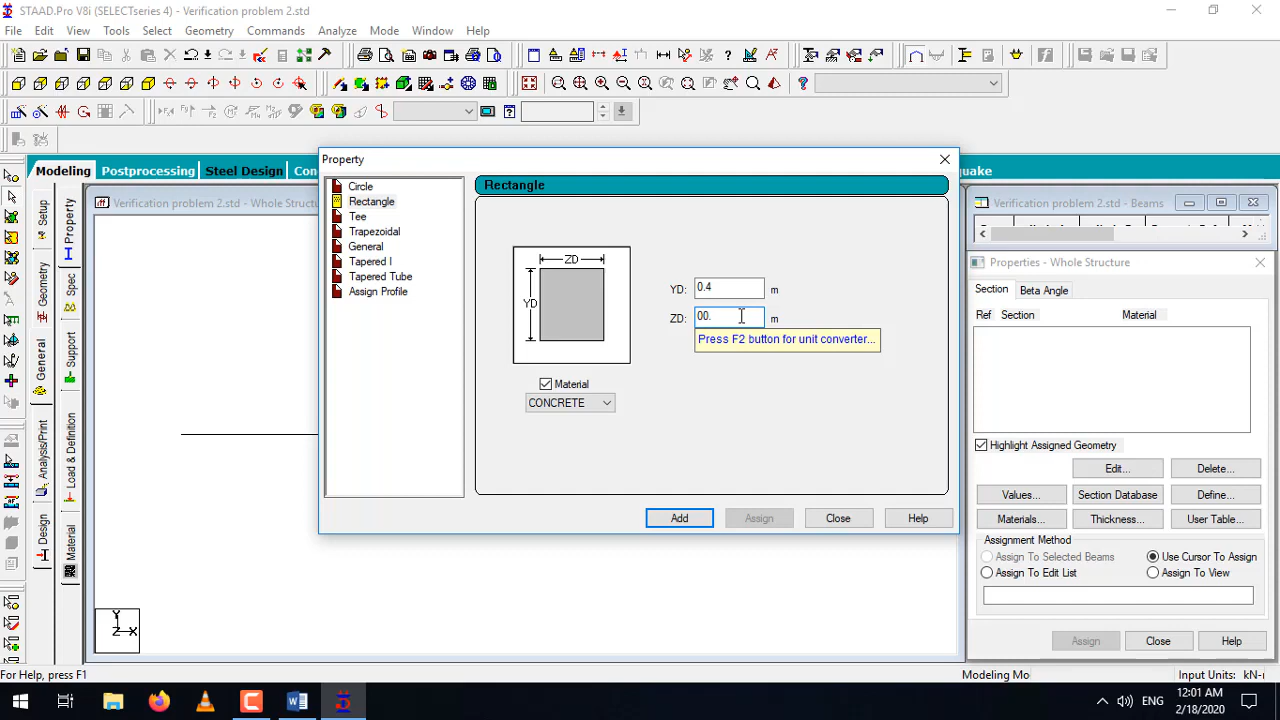 STAAD.Pro V8i (SELECTseries 4) - Verification problem 2.std
File Edit View Tools Select Geometry Commands Analyze Mode Window Help
Modeling Postprocessing Steel Design Con
quake
Property
Verification problem 2.std - Whole Structu
Verification problem 2.std - Beams
Circle
Rectangle
Tee
Trapezoidal
General
Tapered I
Tapered Tube
Assign Profile
Rectangle
ZD
YD
YD: 0.4 m
ZD: 00. m
Press F2 button for unit converter...
Material
CONCRETE
Add Assign Close Help
Setup
Geometry
General
Analysis/Print
Design
Property
Spec
Support
Load & Definition
Material
Properties - Whole Structure
Section Beta Angle
Ref Section Material
Highlight Assigned Geometry
Edit... Delete...
Values... Section Database Define...
Materials... Thickness... User Table...
Assignment Method
Assign To Selected Beams Use Cursor To Assign
Assign To Edit List Assign To View
Assign Close Help
Y
Z X
For Help, press F1
Modeling Mo Input Units: kN-
ENG
12:01 AM
2/18/2020